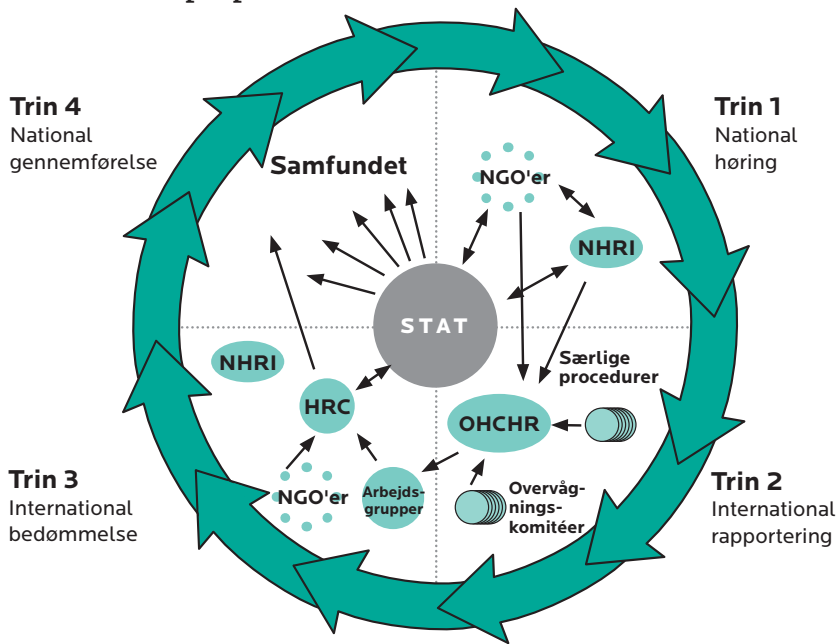 Trin 4
National
gennemførelse
Trin 1
National
høring
Samfundet
NGO'er
NHRI
STAT
Særlige
procedurer
NHRI
HRC
OHCHR
Trin 3
International
bedømmelse
NGO'er
Arbejds-
grupper
Overvåg-
nings-
komitéer
Trin 2
International
rapportering